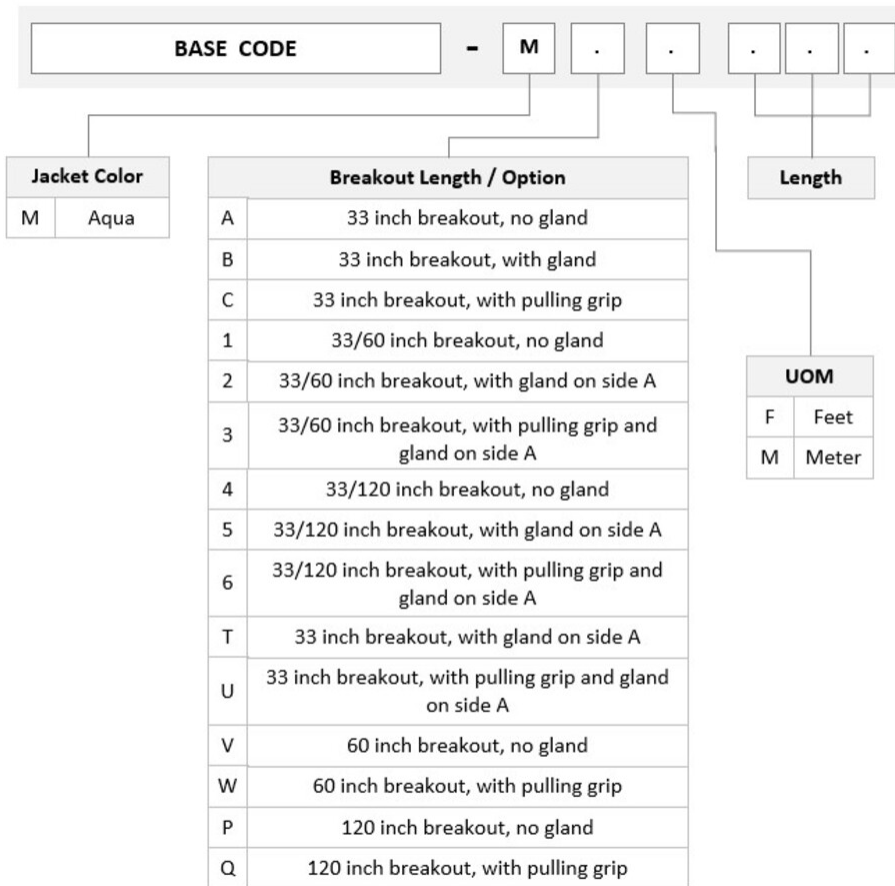 BASE CODE - M . . . . .
Jacket Color
M Aqua
Breakout Length / Option
A 33 inch breakout, no gland
B 33 inch breakout, with gland
C 33 inch breakout, with pulling grip
1 33/60 inch breakout, no gland
2 33/60 inch breakout, with gland on side A
3 33/60 inch breakout, with pulling grip and
gland on side A
4 33/120 inch breakout, no gland
5 33/120 inch breakout, with gland on side A
6 33/120 inch breakout, with pulling grip and
gland on side A
T 33 inch breakout, with gland on side A
U 33 inch breakout, with pulling grip and gland
on side A
V 60 inch breakout, no gland
W 60 inch breakout, with pulling grip
P 120 inch breakout, no gland
Q 120 inch breakout, with pulling grip
Length
UOM
F Feet
M Meter